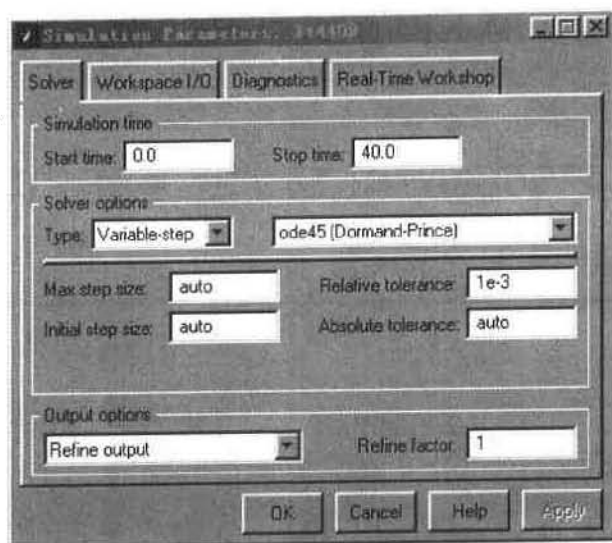 Simulation Parameters:
Solver Workspace I/O Diagnostics Real-Time Workshop
Simulation time
Start time: 0.0 Stop time: 40.0
Solver options
Type: Variable-step ode45 (Dormand-Prince)
Max step size: auto Relative tolerance: 1e-3
Initial step size: auto Absolute tolerance: auto
Output options
Refine output Refine factor: 1
OK Cancel Help Apply